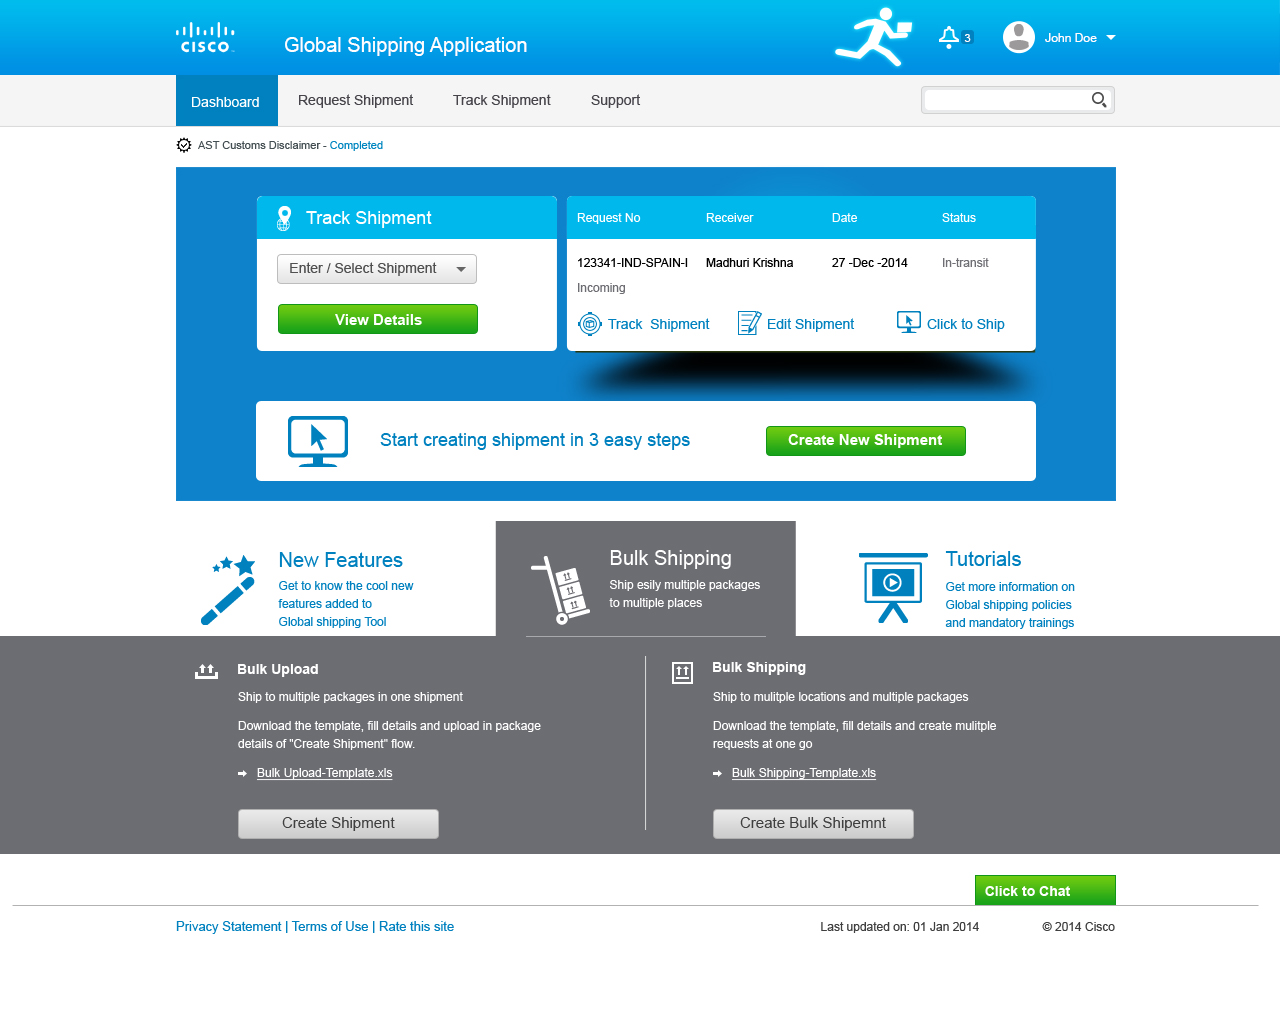 CISCO
Global Shipping Application
3
John Doe
Dashboard
Request Shipment
Track Shipment
Support
AST Customs Disclaimer - Completed
Track Shipment
Enter / Select Shipment
View Details
Request No
Receiver
Date
Status
123341-IND-SPAIN-I
Madhuri Krishna
27 -Dec -2014
In-transit
Incoming
Track Shipment
Edit Shipment
Click to Ship
Start creating shipment in 3 easy steps
Create New Shipment
New Features
Get to know the cool new
features added to
Global shipping Tool
Bulk Shipping
Ship esily multiple packages
to multiple places
Tutorials
Get more information on
Global shipping policies
and mandatory trainings
Bulk Upload
Ship to multiple packages in one shipment
Download the template, fill details and upload in package
details of "Create Shipment" flow.
Bulk Upload-Template.xls
Create Shipment
Bulk Shipping
Ship to mulitple locations and multiple packages
Download the template, fill details and create mulitple
requests at one go
Bulk Shipping-Template.xls
Create Bulk Shipemnt
Click to Chat
Privacy Statement | Terms of Use | Rate this site
Last updated on: 01 Jan 2014
© 2014 Cisco